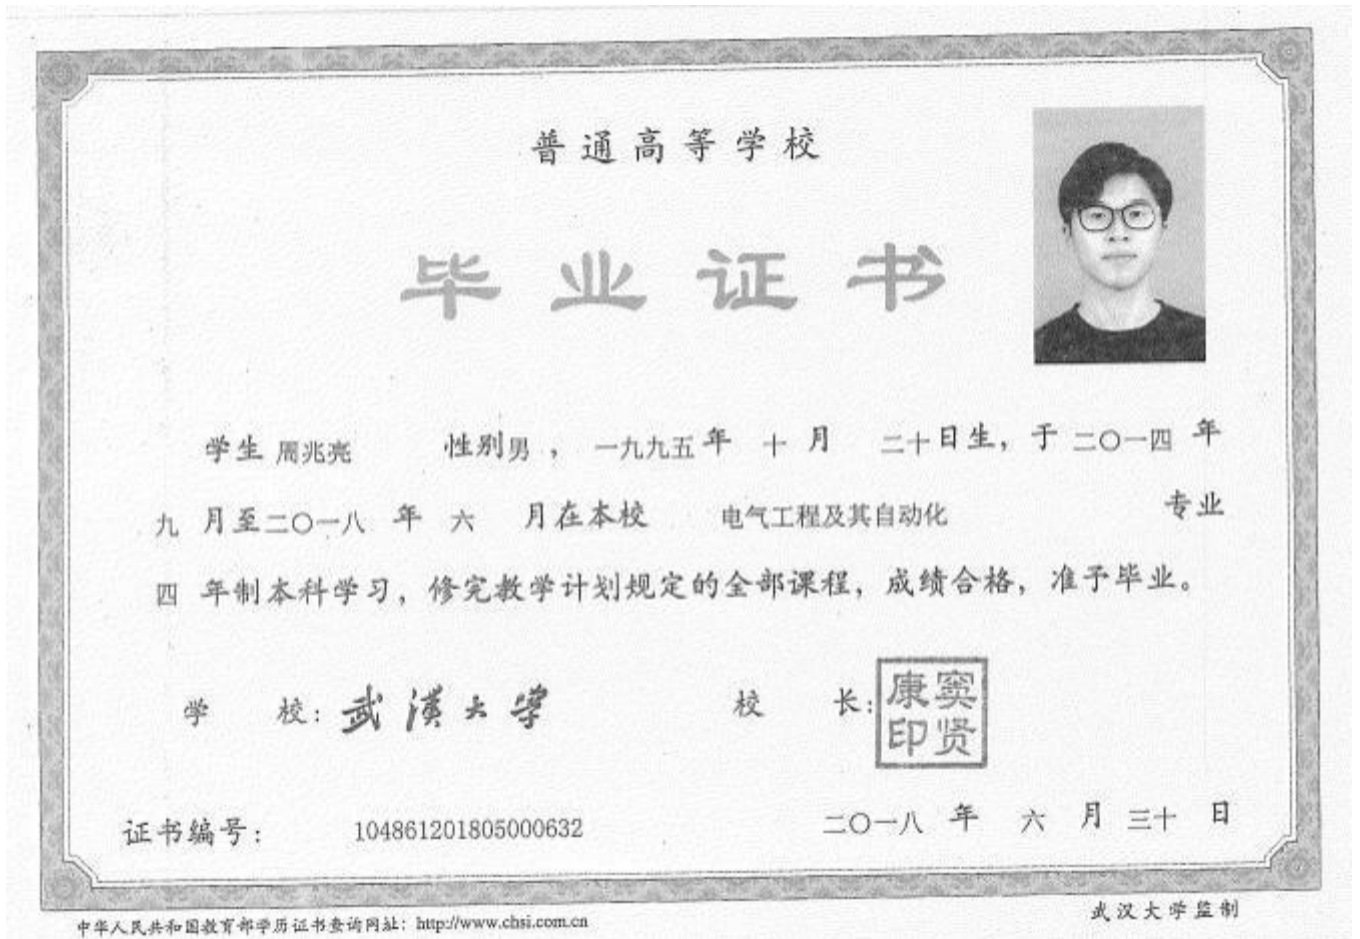 普通高等学校
毕业证书
学生 周兆亮 性别 男 ， 一九九五 年 十 月 二十 日生，于 二〇一四 年
九 月至 二〇一八 年 六 月在本校 电气工程及其自动化 专业
四 年制本科学习，修完教学计划规定的全部课程，成绩合格，准予毕业。
学 校：武漢大学 校 长：
窦贤康印
证书编号： 104861201805000632 二〇一八 年 六 月 三十 日
中华人民共和国教育部学历证书查询网址：http://www.chsi.com.cn 武汉大学监制